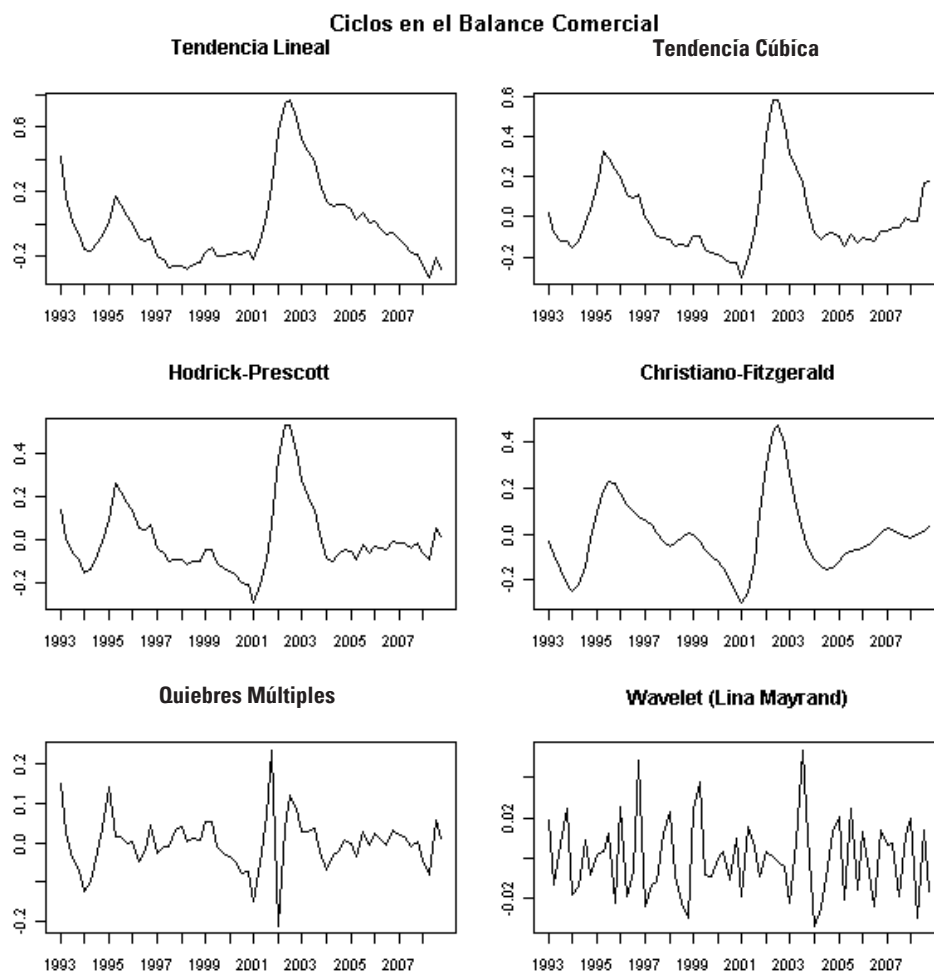 Ciclos en el Balance Comercial
Tendencia Lineal
Tendencia Cúbica
0.6
0.2
-0.2
1993 1995 1997 1999 2001 2003 2005 2007
0.6
0.4
0.2
0.0
-0.2
1993 1995 1997 1999 2001 2003 2005 2007
Hodrick-Prescott
Christiano-Fitzgerald
0.4
0.2
0.0
-0.2
1993 1995 1997 1999 2001 2003 2005 2007
0.4
0.2
0.0
-0.2
1993 1995 1997 1999 2001 2003 2005 2007
Quiebres Múltiples
Wavelet (Lina Mayrand)
0.2
0.1
0.0
-0.2
1993 1995 1997 1999 2001 2003 2005 2007
0.02
-0.02
1993 1995 1997 1999 2001 2003 2005 2007